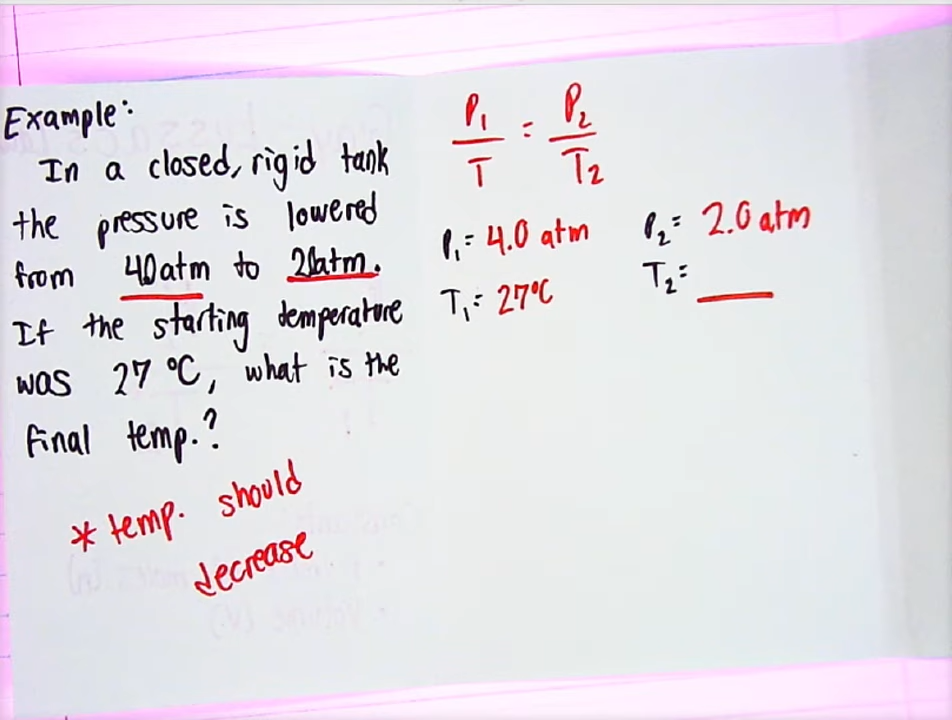 Example:
In a closed, rigid tank
the pressure is lowered
from 4.0 atm to 2.0 atm.
If the starting temperature
was 27 °C, what is the
final temp.?
* temp. should
decrease
P₁/T = P₂/T₂
P₁ = 4.0 atm P₂ = 2.0 atm
T₁ = 27°C T₂ = ___